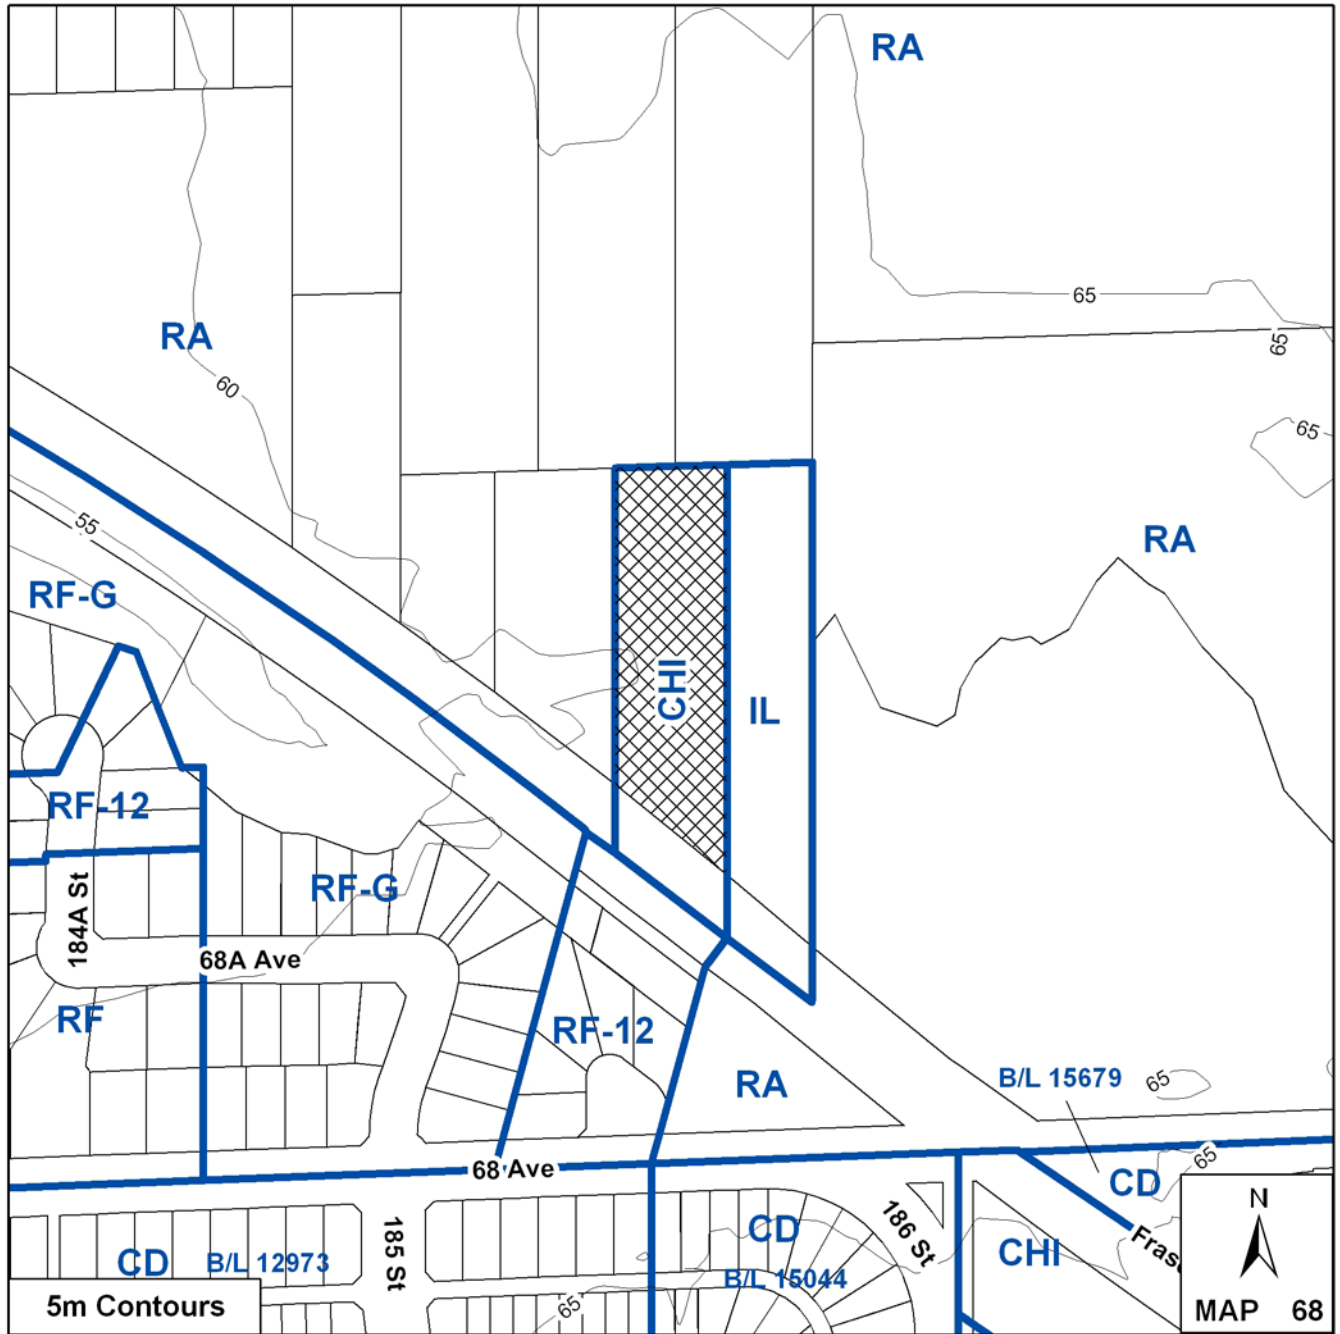 RA
65
65
RA
60
65
55
RA
RF-G
CHI
IL
RF-12
RF-G
184A St
68A Ave
RF
RF-12
RA
B/L 15679
65
68 Ave
65
CD
186 St
CD
185 St
Fras
CHI
CD
B/L 12973
B/L 15044
65
5m Contours
N
MAP 68